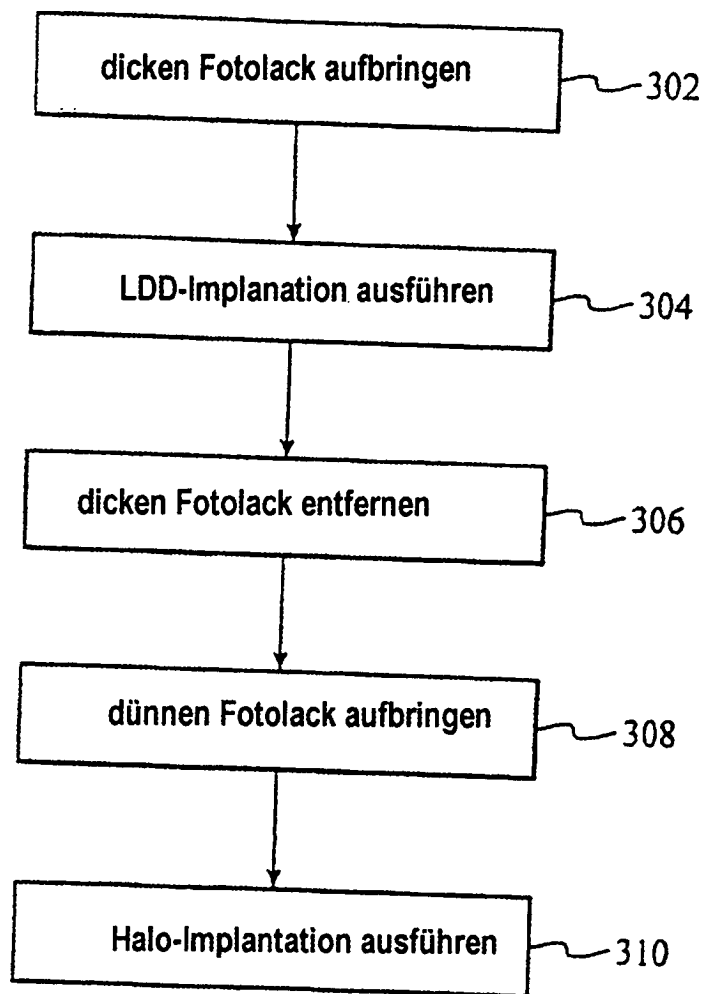 dicken Fotolack aufbringen
302
LDD-Implanation ausführen
304
dicken Fotolack entfernen
306
dünnen Fotolack aufbringen
308
Halo-Implantation ausführen
310